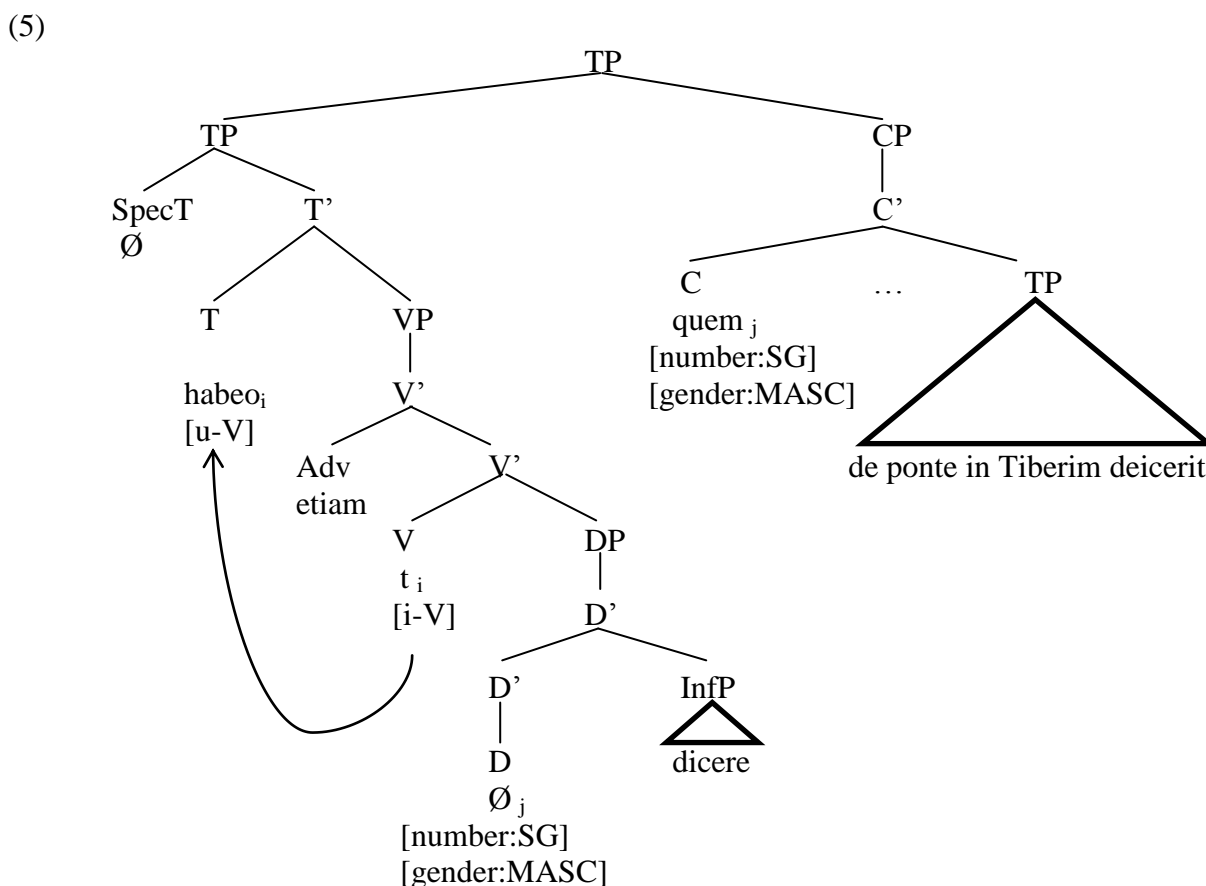 (5)
TP
TP CP
SpecT T’ C’
Ø
C … TP
T VP
quem j
[number:SG]
habeoi V’ [gender:MASC]
[u-V]
Adv V’ de ponte in Tiberim deicerit
etiam
V DP
t i
[i-V] D’
D’ InfP
D dicere
Ø j
[number:SG]
[gender:MASC]